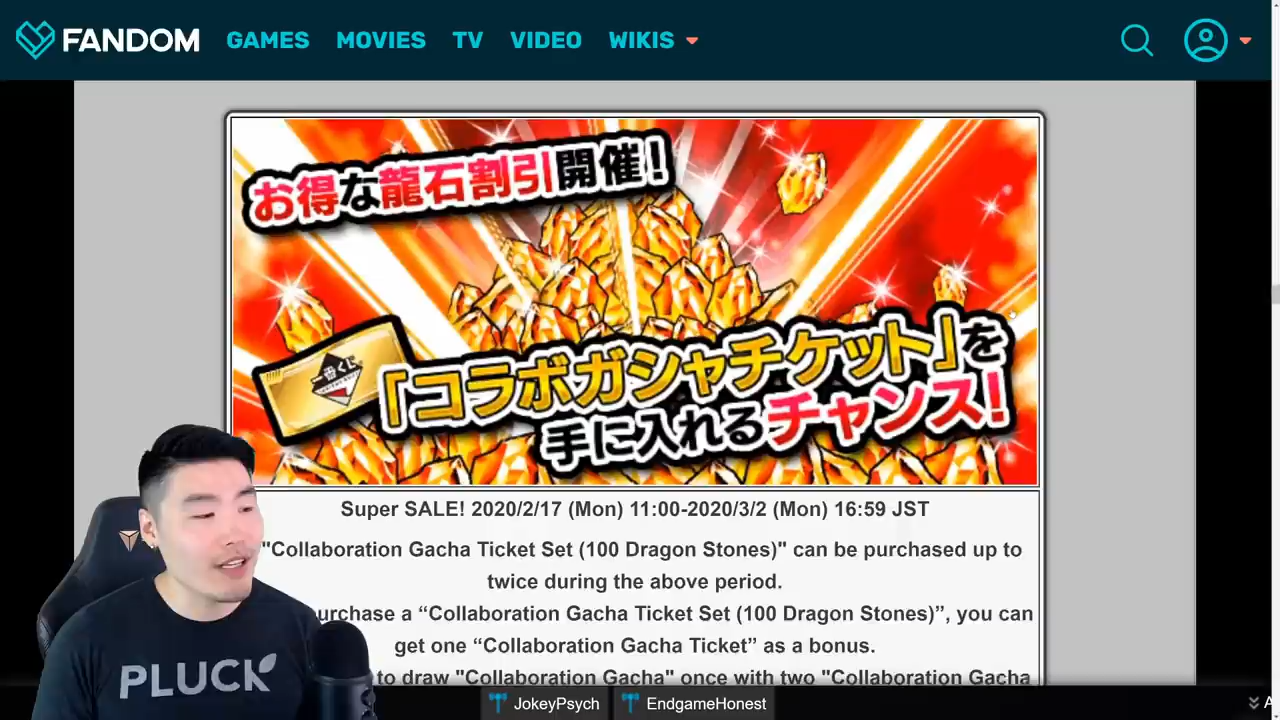 FANDOM GAMES MOVIES TV VIDEO WIKIS
お得な龍石割引開催!
一番くじ
「コラボガシャチケット」を
手に入れるチャンス!
Super SALE! 2020/2/17 (Mon) 11:00-2020/3/2 (Mon) 16:59 JST
"Collaboration Gacha Ticket Set (100 Dragon Stones)" can be purchased up to
twice during the above period.
urchase a “Collaboration Gacha Ticket Set (100 Dragon Stones)”, you can
get one “Collaboration Gacha Ticket” as a bonus.
to draw "Collaboration Gacha" once with two "Collaboration Gacha
PLUCK
JokeyPsych EndgameHonest A